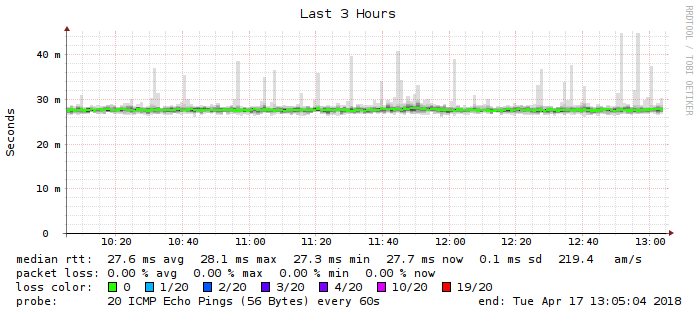 Last 3 Hours
RRDTOOL / TOBI OETIKER
Seconds
40 m
30 m
20 m
10 m
0
10:20 10:40 11:00 11:20 11:40 12:00 12:20 12:40 13:00
median rtt: 27.6 ms avg 28.1 ms max 27.3 ms min 27.7 ms now 0.1 ms sd 219.4 am/s
packet loss: 0.00 % avg 0.00 % max 0.00 % min 0.00 % now
loss color: 0 1/20 2/20 3/20 4/20 10/20 19/20
probe: 20 ICMP Echo Pings (56 Bytes) every 60s end: Tue Apr 17 13:05:04 2018